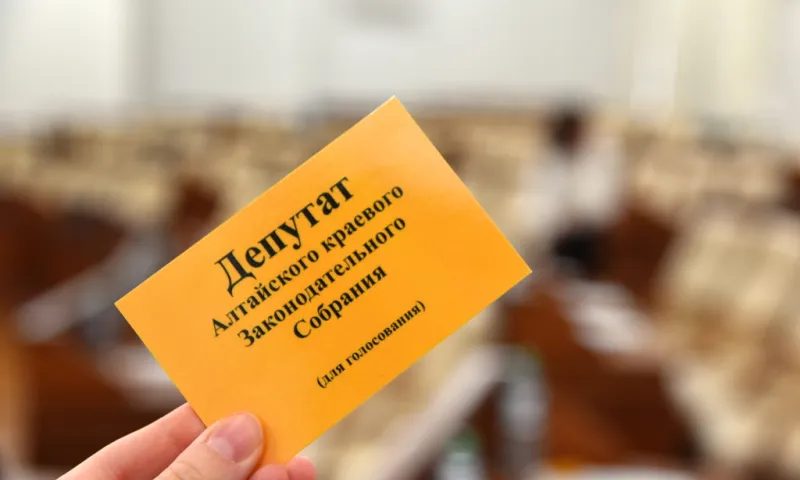 Депутат
Алтайского краевого
Законодательного
Собрания
(для голосования)